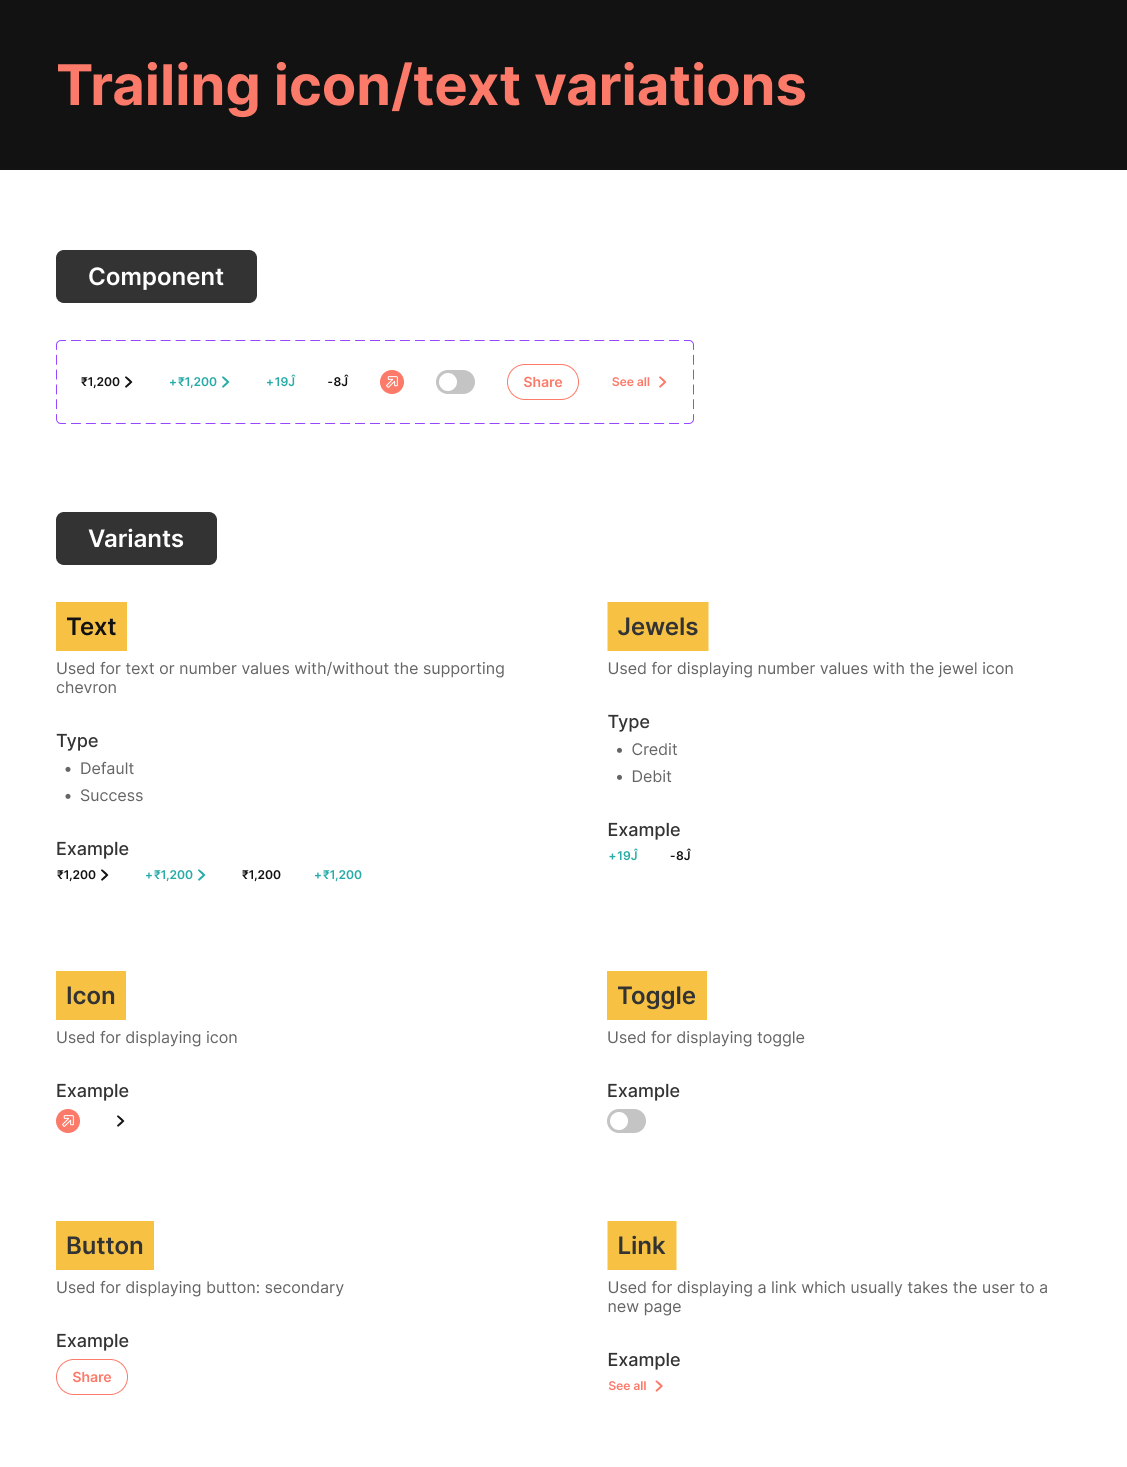 Trailing icon/text variations
Component
₹1,200 +₹1,200 +19Ĵ -8Ĵ Share See all
Variants
Text
Used for text or number values with/without the supporting
chevron
Type
• Default
• Success
Example
₹1,200 +₹1,200 ₹1,200 +₹1,200
Jewels
Used for displaying number values with the jewel icon
Type
• Credit
• Debit
Example
+19Ĵ -8Ĵ
Icon
Used for displaying icon
Example
Toggle
Used for displaying toggle
Example
Button
Used for displaying button: secondary
Example
Share
Link
Used for displaying a link which usually takes the user to a
new page
Example
See all